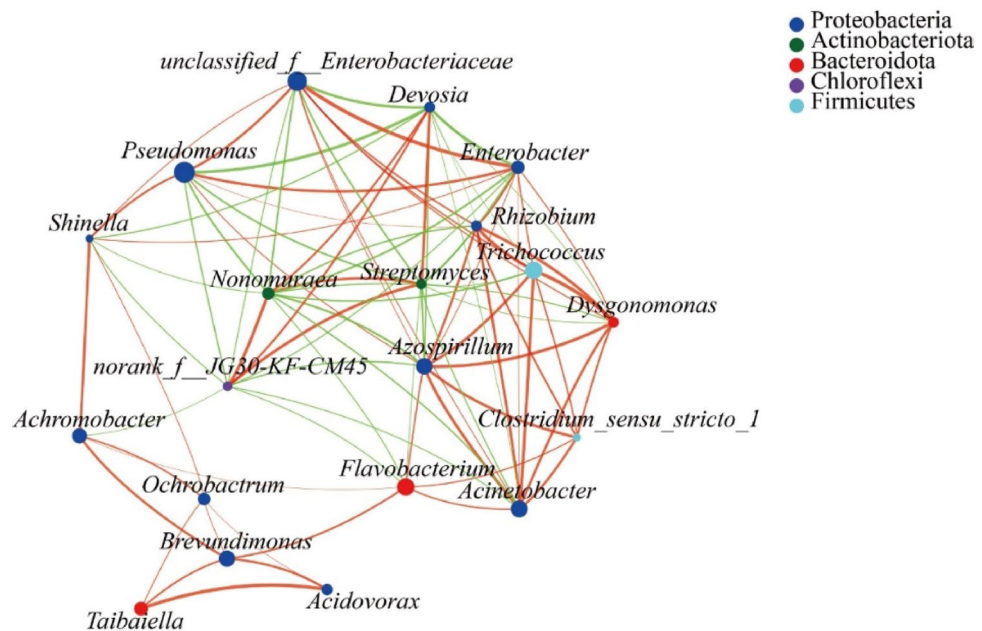 Proteobacteria
Actinobacteriota
Bacteroidota
Chloroflexi
Firmicutes
unclassified_f__Enterobacteriaceae
Devosia
Pseudomonas
Enterobacter
Shinella
Rhizobium
Trichococcus
Nonomuraea
Streptomyces
Dysgonomonas
Azospirillum
norank_f__JG30-KF-CM45
Achromobacter
Clostridium_sensu_stricto_1
Flavobacterium
Ochrobactrum
Acinetobacter
Brevundimonas
Acidovorax
Taibaiella